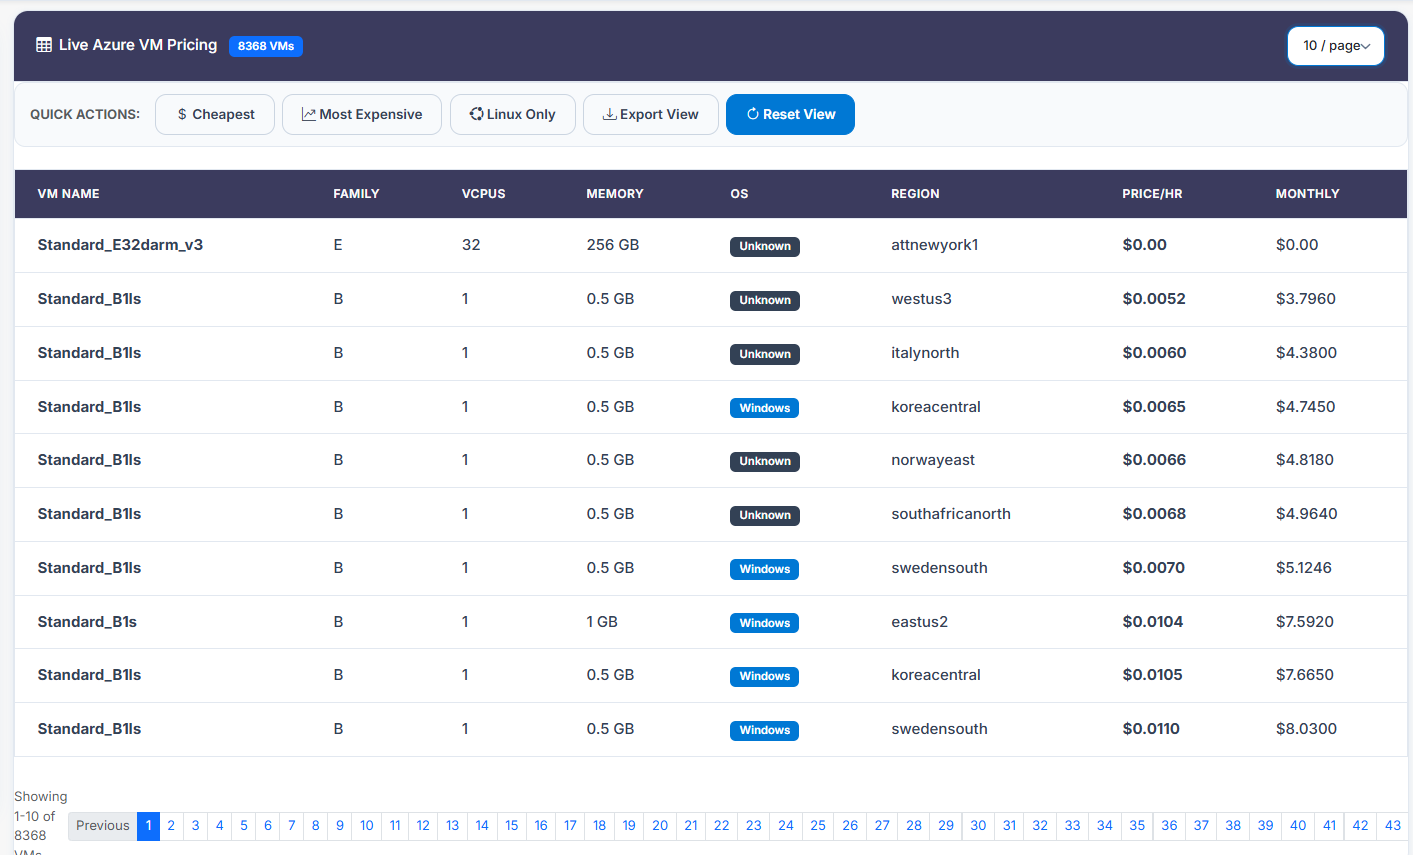 Live Azure VM Pricing 8368 VMs 10 / page
QUICK ACTIONS: $ Cheapest Most Expensive Linux Only Export View Reset View
VM NAME FAMILY VCPUS MEMORY OS REGION PRICE/HR MONTHLY
Standard_E32darm_v3 E 32 256 GB Unknown attnewyork1 $0.00 $0.00
Standard_B1ls B 1 0.5 GB Unknown westus3 $0.0052 $3.7960
Standard_B1ls B 1 0.5 GB Unknown italynorth $0.0060 $4.3800
Standard_B1ls B 1 0.5 GB Windows koreacentral $0.0065 $4.7450
Standard_B1ls B 1 0.5 GB Unknown norwayeast $0.0066 $4.8180
Standard_B1ls B 1 0.5 GB Unknown southafricanorth $0.0068 $4.9640
Standard_B1ls B 1 0.5 GB Windows swedensouth $0.0070 $5.1246
Standard_B1s B 1 1 GB Windows eastus2 $0.0104 $7.5920
Standard_B1ls B 1 0.5 GB Windows koreacentral $0.0105 $7.6650
Standard_B1ls B 1 0.5 GB Windows swedensouth $0.0110 $8.0300
Showing
1-10 of
8368
VMs
Previous 1 2 3 4 5 6 7 8 9 10 11 12 13 14 15 16 17 18 19 20 21 22 23 24 25 26 27 28 29 30 31 32 33 34 35 36 37 38 39 40 41 42 43